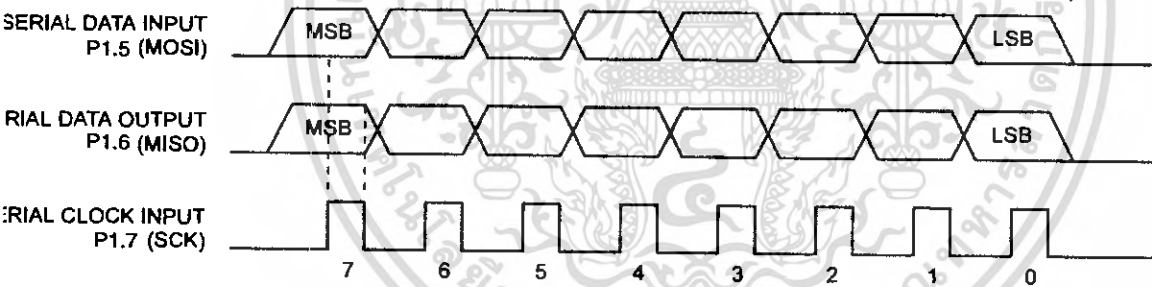 SERIAL DATA INPUT
P1.5 (MOSI)
MSB
LSB
RIAL DATA OUTPUT
P1.6 (MISO)
MSB
LSB
ERIAL CLOCK INPUT
P1.7 (SCK)
7 6 5 4 3 2 1 0